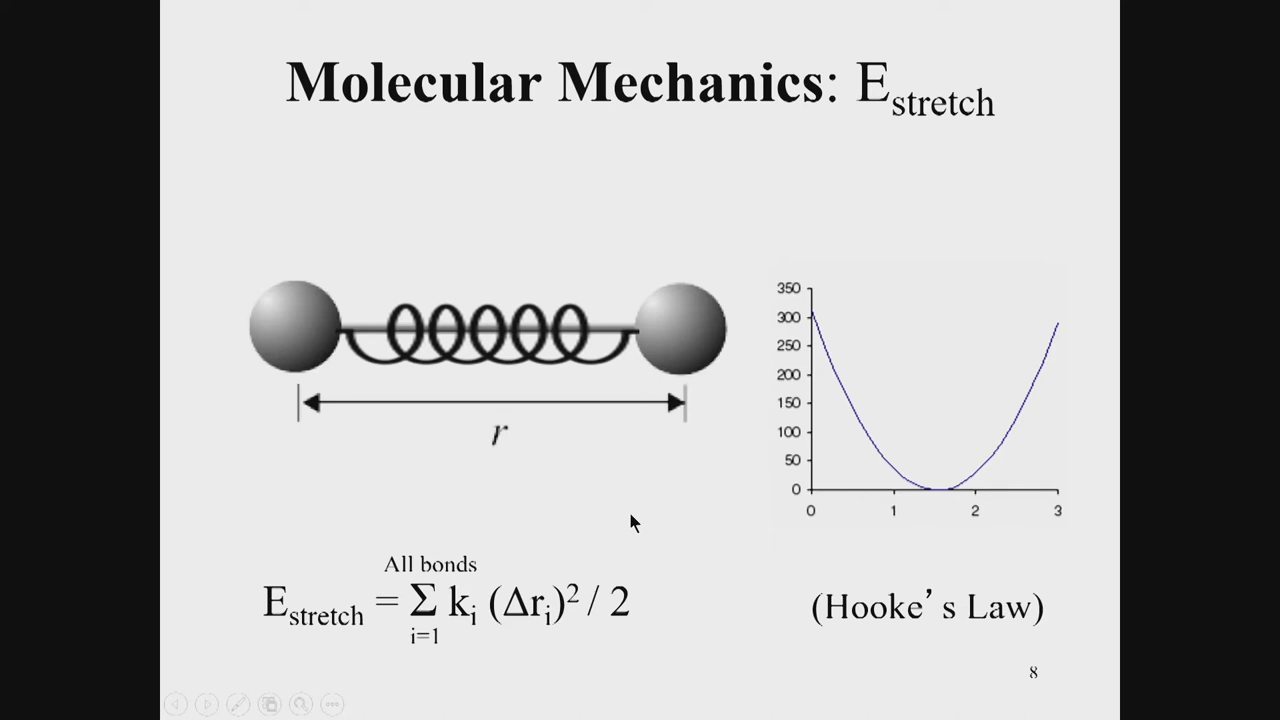 Molecular Mechanics: Estretch
350
300
250
200
150
100
50
0
0 1 2 3
r
All bonds
Estretch = Σ ki (Δri)2 / 2
i=1
(Hooke’s Law)
8